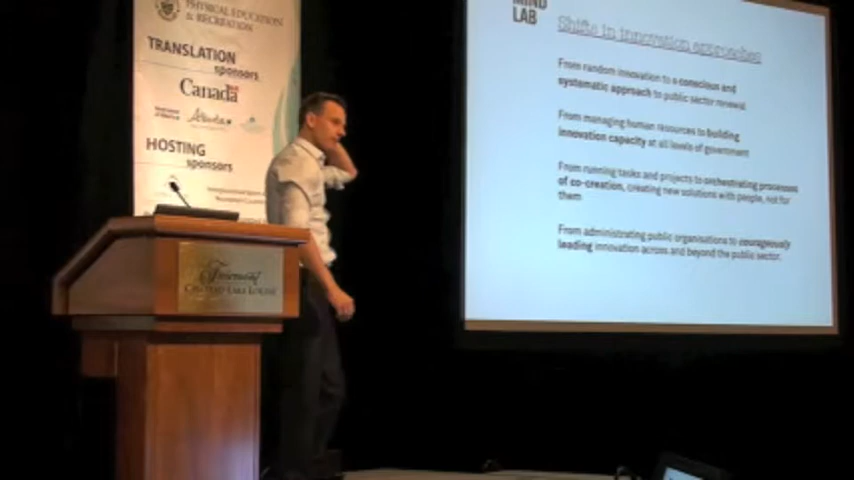 PHYSICAL EDUCATION
& RECREATION
TRANSLATION
sponsors
Canada
Alberta
HOSTING
sponsors
Fairmont
CHATEAU LAKE LOUISE
MIND
LAB
Shifts in innovation approaches
From random innovation to a conscious and
systematic approach to public sector renewal
From managing human resources to building
innovation capacity at all levels of government
From running tasks and projects to orchestrating processes
of co-creation, creating new solutions with people, not for
them
From administrating public organisations to courageously
leading innovation across and beyond the public sector.